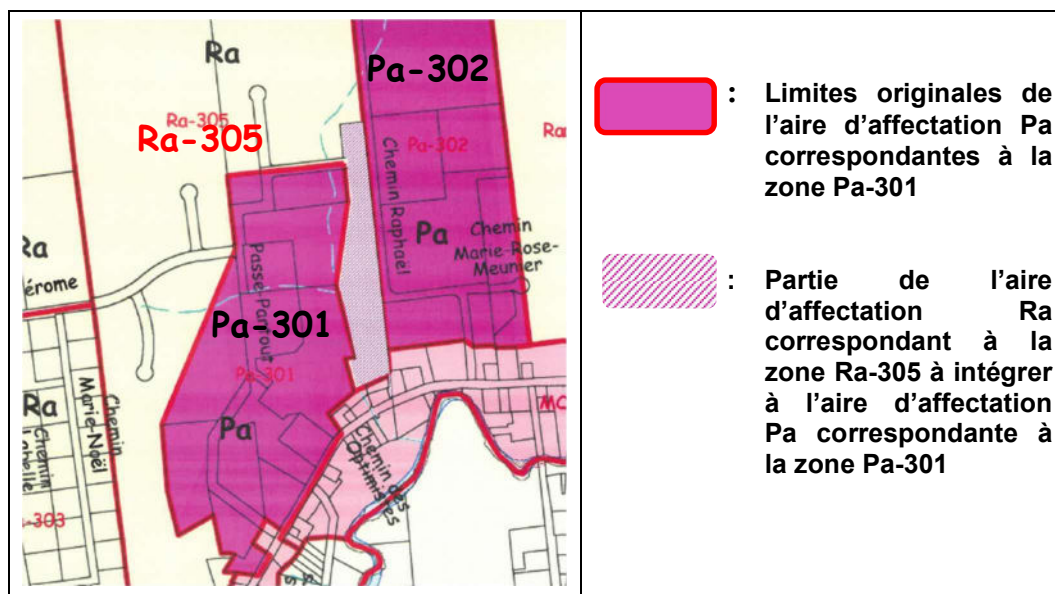 Ra
Pa-302
Ra-305
Ra-305
Pa-302
Ra
Chemin Raphaël
Pa
Chemin
Marie-Rose-
Meunier
Ra
érome
Passe-Partout
Pa-301
Pa-301
MC
Ra
Chemin
Marie-Noël
Pa
Chemin des
Optimistes
Chemin
-303
: Limites originales de
l'aire d'affectation Pa
correspondantes à la
zone Pa-301
: Partie de l'aire
d'affectation Ra
correspondant à la
zone Ra-305 à intégrer
à l'aire d'affectation
Pa correspondante à
la zone Pa-301